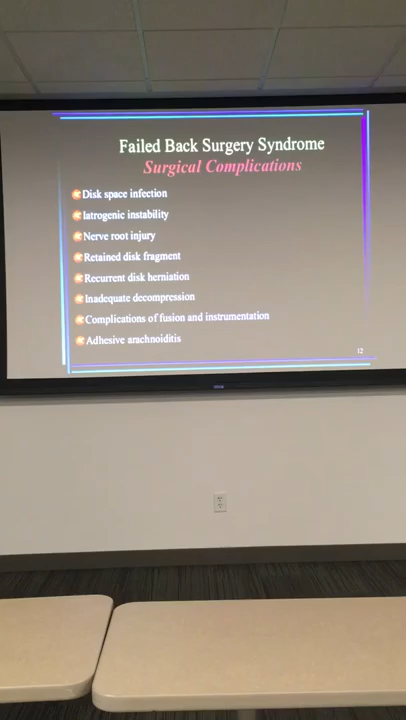 Failed Back Surgery Syndrome
Surgical Complications
Disk space infection
Iatrogenic instability
Nerve root injury
Retained disk fragment
Recurrent disk herniation
Inadequate decompression
Complications of fusion and instrumentation
Adhesive arachnoiditis
12